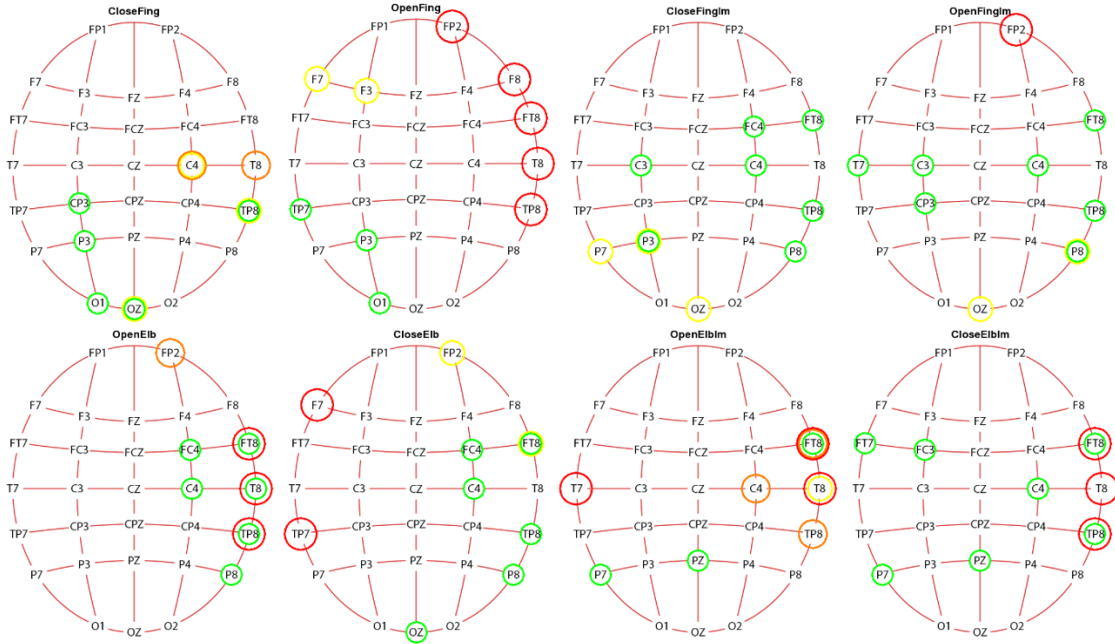 CloseFing OpenFing CloseFingIm OpenFingIm
FP1 FP2 FP1 FP2 FP1 FP2 FP1 FP2
F7 F3 FZ F4 F8 F7 F3 FZ F4 F8 F7 F3 FZ F4 F8 F7 F3 FZ F4 F8
FT7 FC3 FCZ FC4 FT8 FT7 FC3 FCZ FC4 FT8 FT7 FC3 FCZ FC4 FT8 FT7 FC3 FCZ FC4 FT8
T7 C3 CZ C4 T8 T7 C3 CZ C4 T8 T7 C3 CZ C4 T8 T7 C3 CZ C4 T8
TP7 CP3 CPZ CP4 TP8 TP7 CP3 CPZ CP4 TP8 TP7 CP3 CPZ CP4 TP8 TP7 CP3 CPZ CP4 TP8
P7 P3 PZ P4 P8 P7 P3 PZ P4 P8 P7 P3 PZ P4 P8 P7 P3 PZ P4 P8
O1 OZ O2 O1 OZ O2 O1 OZ O2 O1 OZ O2
OpenElb CloseElb OpenElbIm CloseElbIm
FP1 FP2 FP1 FP2 FP1 FP2 FP1 FP2
F7 F3 FZ F4 F8 F7 F3 FZ F4 F8 F7 F3 FZ F4 F8 F7 F3 FZ F4 F8
FT7 FC3 FCZ FC4 FT8 FT7 FC3 FCZ FC4 FT8 FT7 FC3 FCZ FC4 FT8 FT7 FC3 FCZ FC4 FT8
T7 C3 CZ C4 T8 T7 C3 CZ C4 T8 T7 C3 CZ C4 T8 T7 C3 CZ C4 T8
TP7 CP3 CPZ CP4 TP8 TP7 CP3 CPZ CP4 TP8 TP7 CP3 CPZ CP4 TP8 TP7 CP3 CPZ CP4 TP8
P7 P3 PZ P4 P8 P7 P3 PZ P4 P8 P7 P3 PZ P4 P8 P7 P3 PZ P4 P8
O1 OZ O2 O1 OZ O2 O1 OZ O2 O1 OZ O2